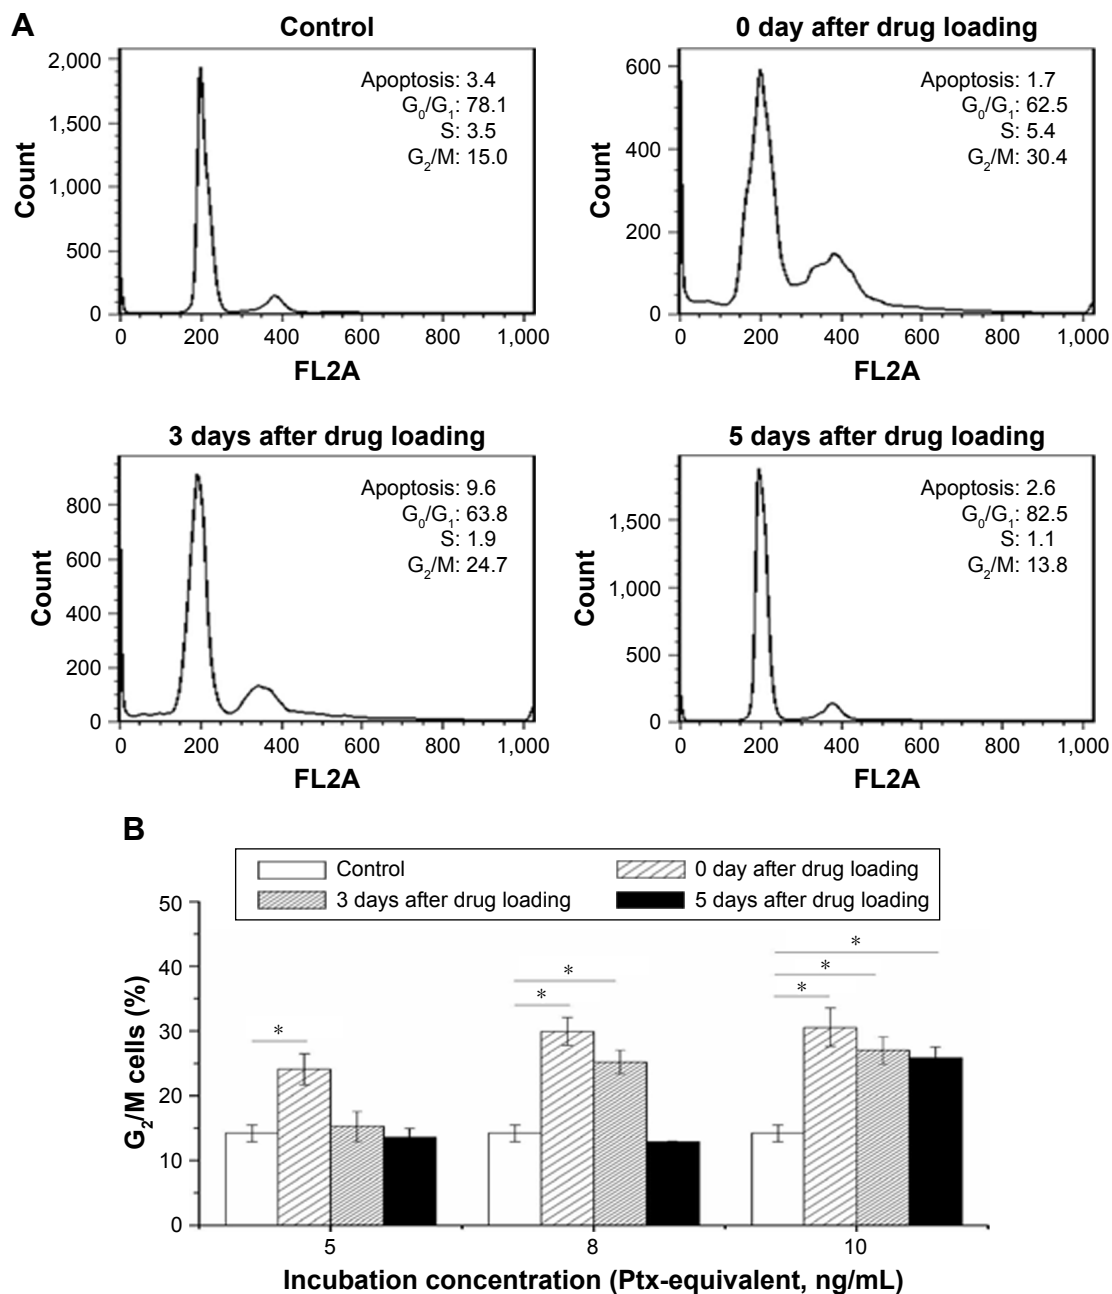 A
Control
Apoptosis: 3.4
G0/G1: 78.1
S: 3.5
G2/M: 15.0
2,000
1,500
1,000
500
0
Count
0 200 400 600 800 1,000
FL2A
0 day after drug loading
Apoptosis: 1.7
G0/G1: 62.5
S: 5.4
G2/M: 30.4
600
400
200
0
Count
0 200 400 600 800 1,000
FL2A
3 days after drug loading
Apoptosis: 9.6
G0/G1: 63.8
S: 1.9
G2/M: 24.7
800
600
400
200
0
Count
0 200 400 600 800 1,000
FL2A
5 days after drug loading
Apoptosis: 2.6
G0/G1: 82.5
S: 1.1
G2/M: 13.8
1,500
1,000
500
0
Count
0 200 400 600 800 1,000
FL2A
B
Control
0 day after drug loading
3 days after drug loading
5 days after drug loading
50
40
30
20
10
0
G2/M cells (%)
*
*
*
*
*
*
5 8 10
Incubation concentration (Ptx-equivalent, ng/mL)